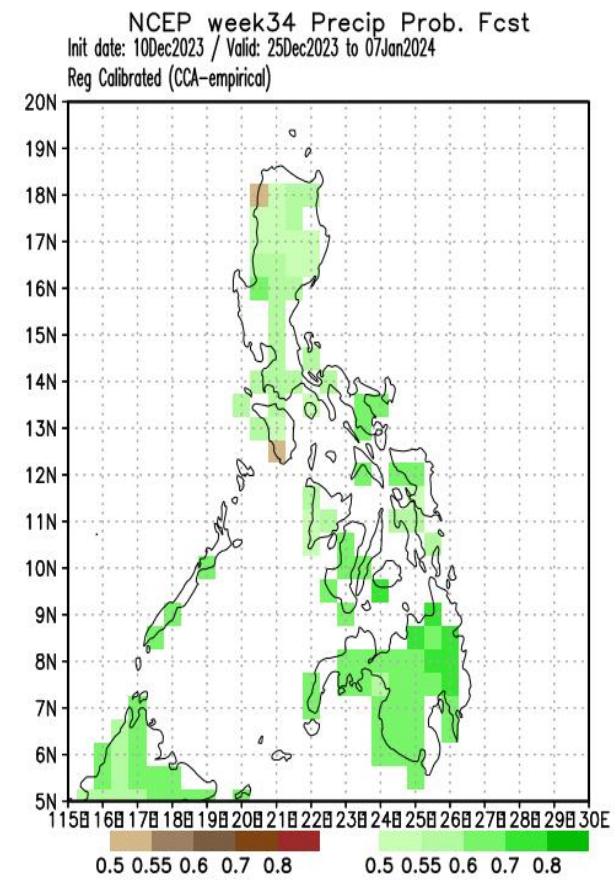 NCEP week34 Precip Prob. Fcst
Init date: 10Dec2023 / Valid: 25Dec2023 to 07Jan2024
Reg Calibrated (CCA-empirical)
20N
19N
18N
17N
16N
15N
14N
13N
12N
11N
10N
9N
8N
7N
6N
5N
115E 116E 117E 118E 119E 120E 121E 122E 123E 124E 125E 126E 127E 128E 129E 130E
0.5 0.55 0.6 0.7 0.8 0.5 0.55 0.6 0.7 0.8